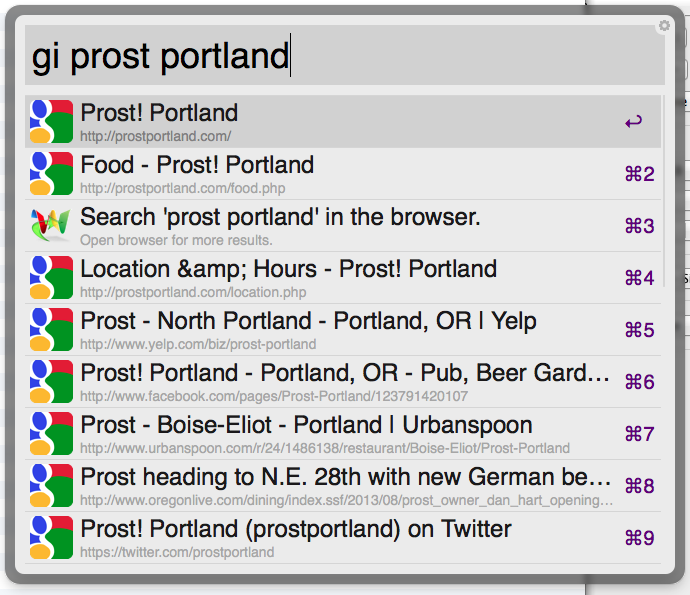 gi prost portland
Prost! Portland
http://prostportland.com/
Food - Prost! Portland
http://prostportland.com/food.php
⌘2
Search 'prost portland' in the browser.
Open browser for more results.
⌘3
Location &amp; Hours - Prost! Portland
http://prostportland.com/location.php
⌘4
Prost - North Portland - Portland, OR | Yelp
http://www.yelp.com/biz/prost-portland
⌘5
Prost! Portland - Portland, OR - Pub, Beer Gard...
http://www.facebook.com/pages/Prost-Portland/123791420107
⌘6
Prost - Boise-Eliot - Portland | Urbanspoon
http://www.urbanspoon.com/r/24/1486138/restaurant/Boise-Eliot/Prost-Portland
⌘7
Prost heading to N.E. 28th with new German be...
http://www.oregonlive.com/dining/index.ssf/2013/08/prost_owner_dan_hart_opening...
⌘8
Prost! Portland (prostportland) on Twitter
https://twitter.com/prostportland
⌘9